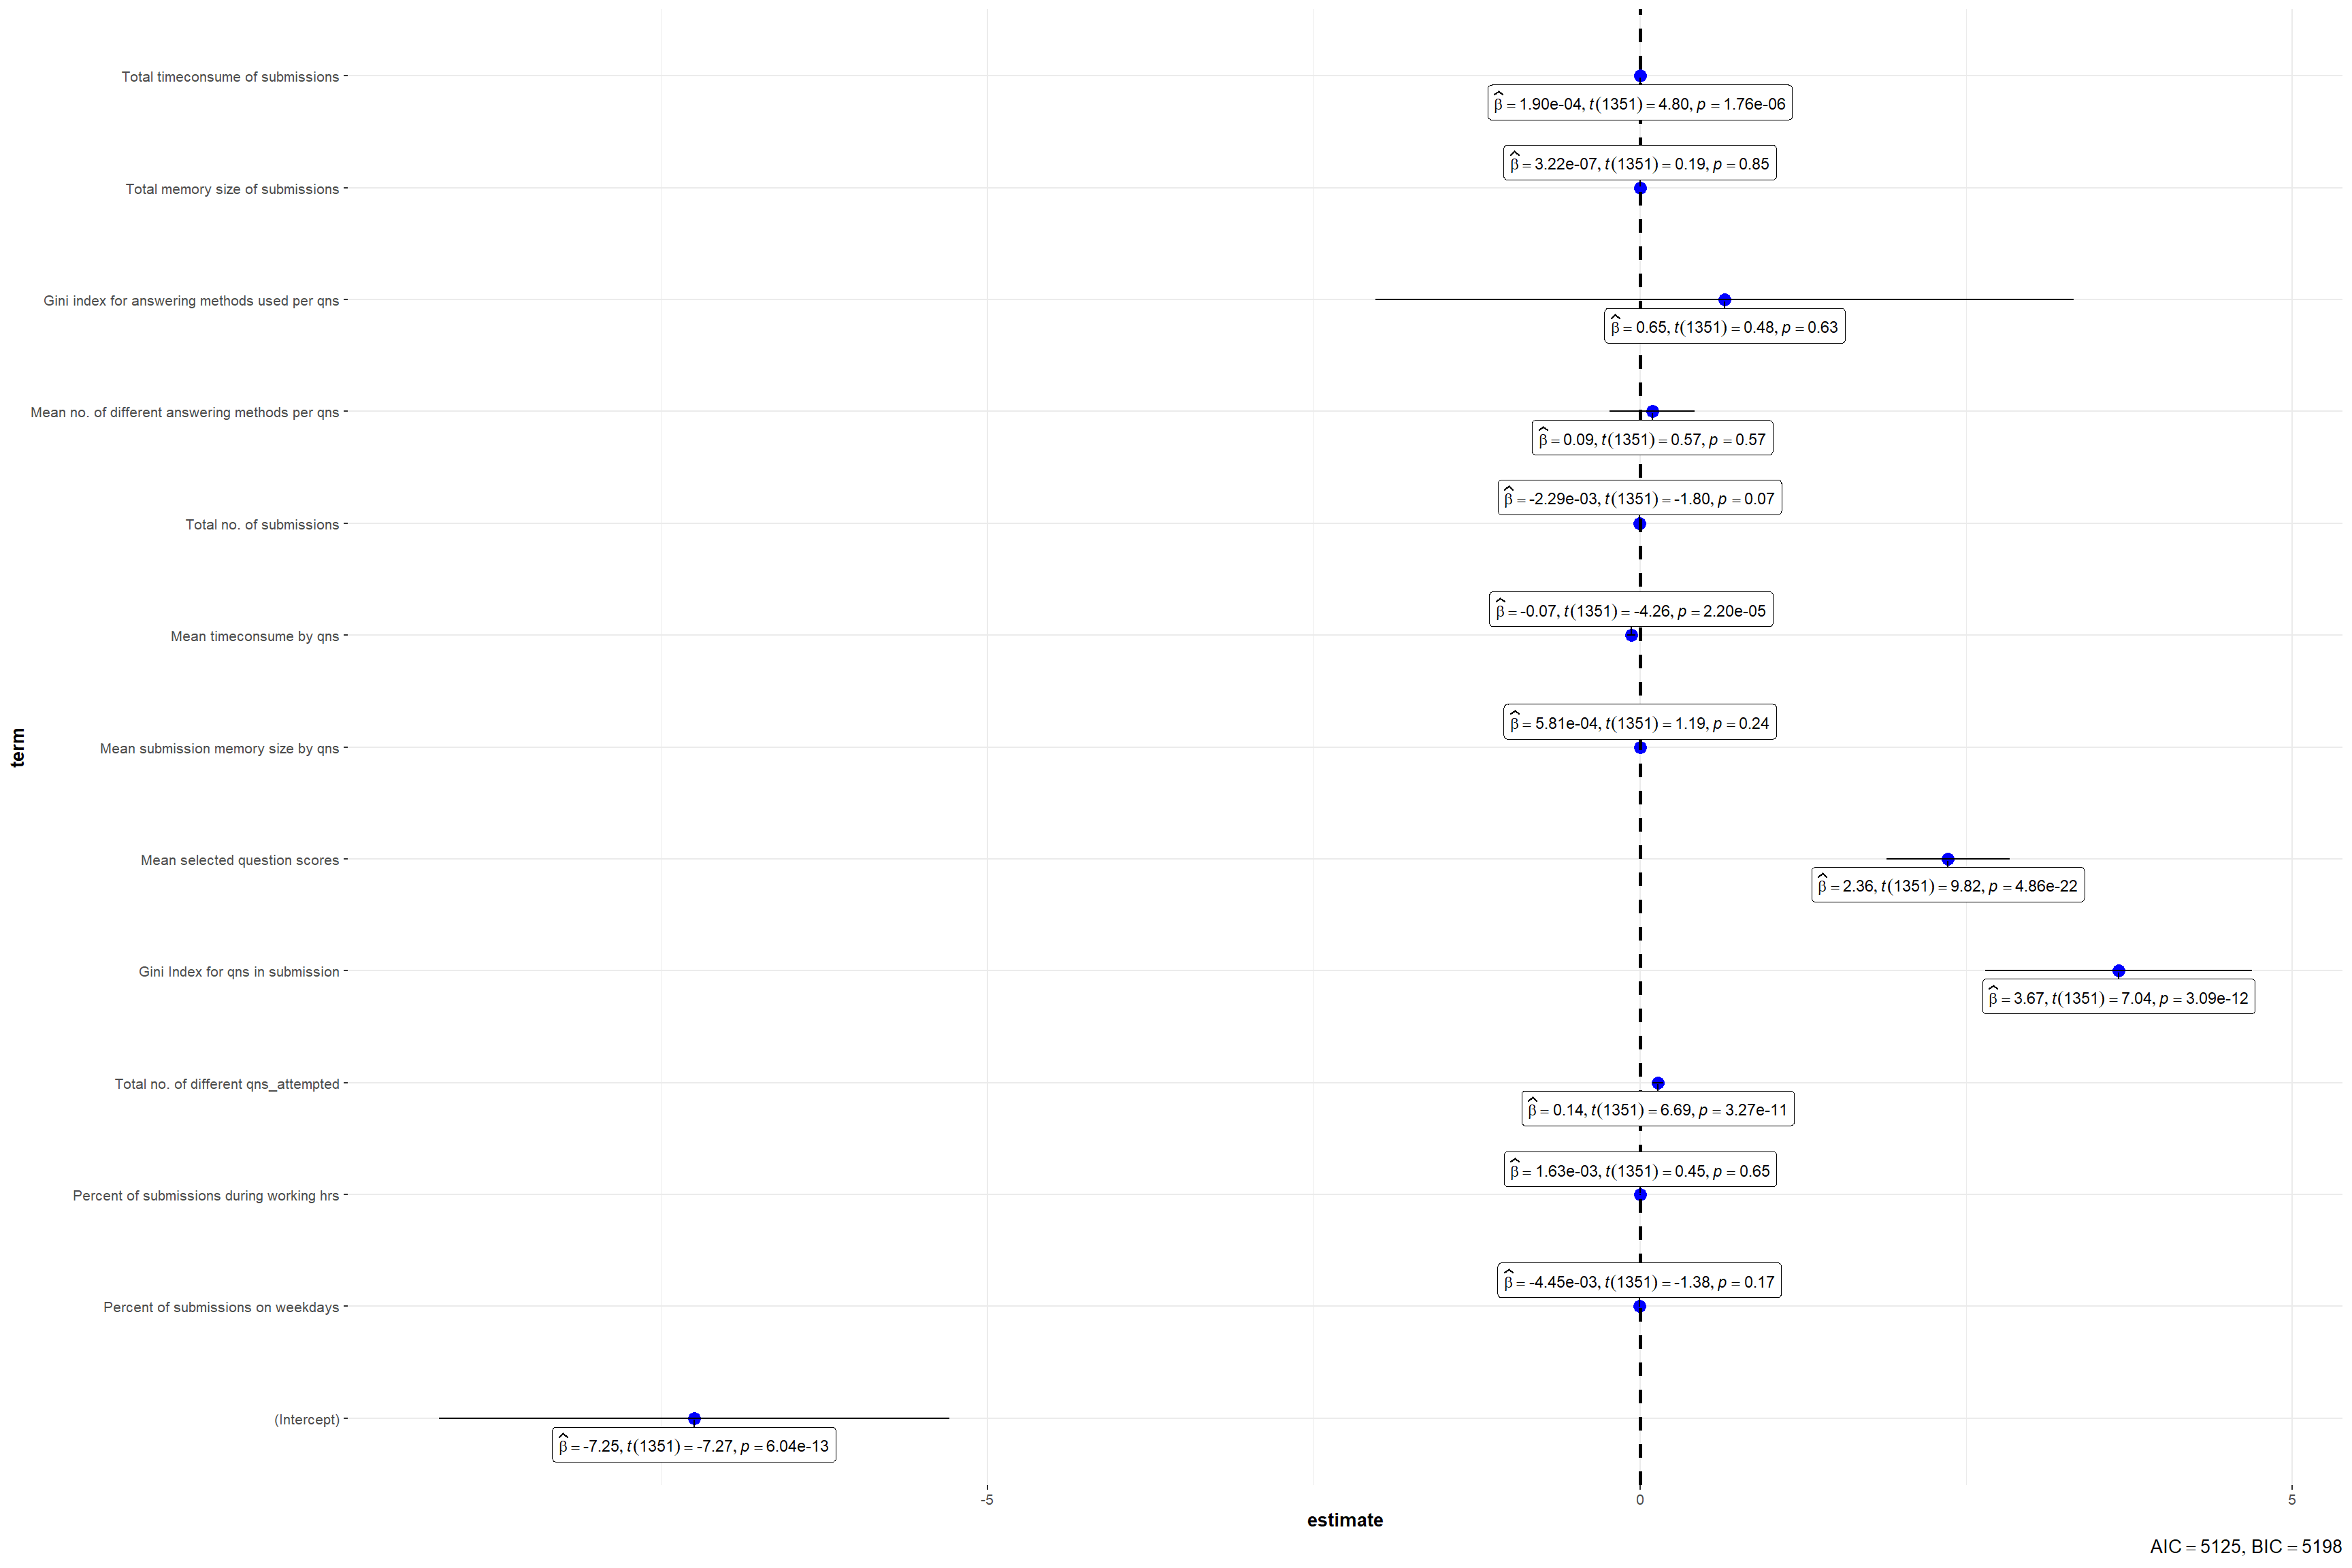 Total timeconsume of submissions
β̂ = 1.90e-04, t(1351) = 4.80, p = 1.76e-06
β̂ = 3.22e-07, t(1351) = 0.19, p = 0.85
Total memory size of submissions
Gini index for answering methods used per qns
β̂ = 0.65, t(1351) = 0.48, p = 0.63
Mean no. of different answering methods per qns
β̂ = 0.09, t(1351) = 0.57, p = 0.57
β̂ = -2.29e-03, t(1351) = -1.80, p = 0.07
Total no. of submissions
β̂ = -0.07, t(1351) = -4.26, p = 2.20e-05
Mean timeconsume by qns
β̂ = 5.81e-04, t(1351) = 1.19, p = 0.24
Mean submission memory size by qns
term
Mean selected question scores
β̂ = 2.36, t(1351) = 9.82, p = 4.86e-22
Gini Index for qns in submission
β̂ = 3.67, t(1351) = 7.04, p = 3.09e-12
Total no. of different qns_attempted
β̂ = 0.14, t(1351) = 6.69, p = 3.27e-11
β̂ = 1.63e-03, t(1351) = 0.45, p = 0.65
Percent of submissions during working hrs
β̂ = -4.45e-03, t(1351) = -1.38, p = 0.17
Percent of submissions on weekdays
(Intercept)
β̂ = -7.25, t(1351) = -7.27, p = 6.04e-13
-5 0 5
estimate
AIC = 5125, BIC = 5198